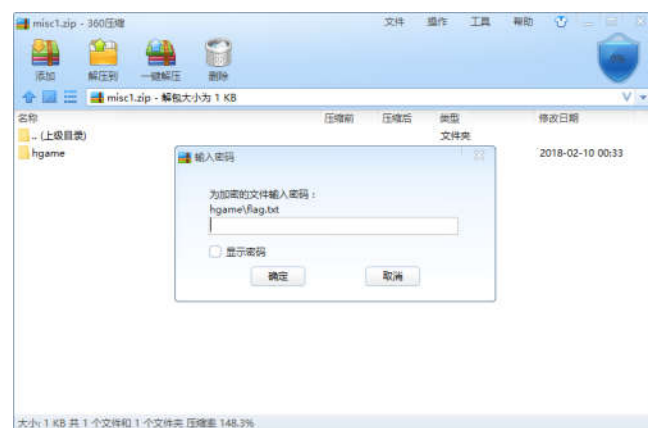 misc1.zip - 360压缩
文件 操作 工具 帮助
添加 解压到 一键解压 删除
misc1.zip - 解包大小为 1 KB
名称 压缩前 压缩后 类型 修改日期
.. (上级目录) 文件夹
hgame 2018-02-10 00:33
输入密码
为加密的文件输入密码：
hgame\flag.txt
显示密码
确定 取消
大小: 1 KB 共 1 个文件和 1 个文件夹 压缩率 148.3%